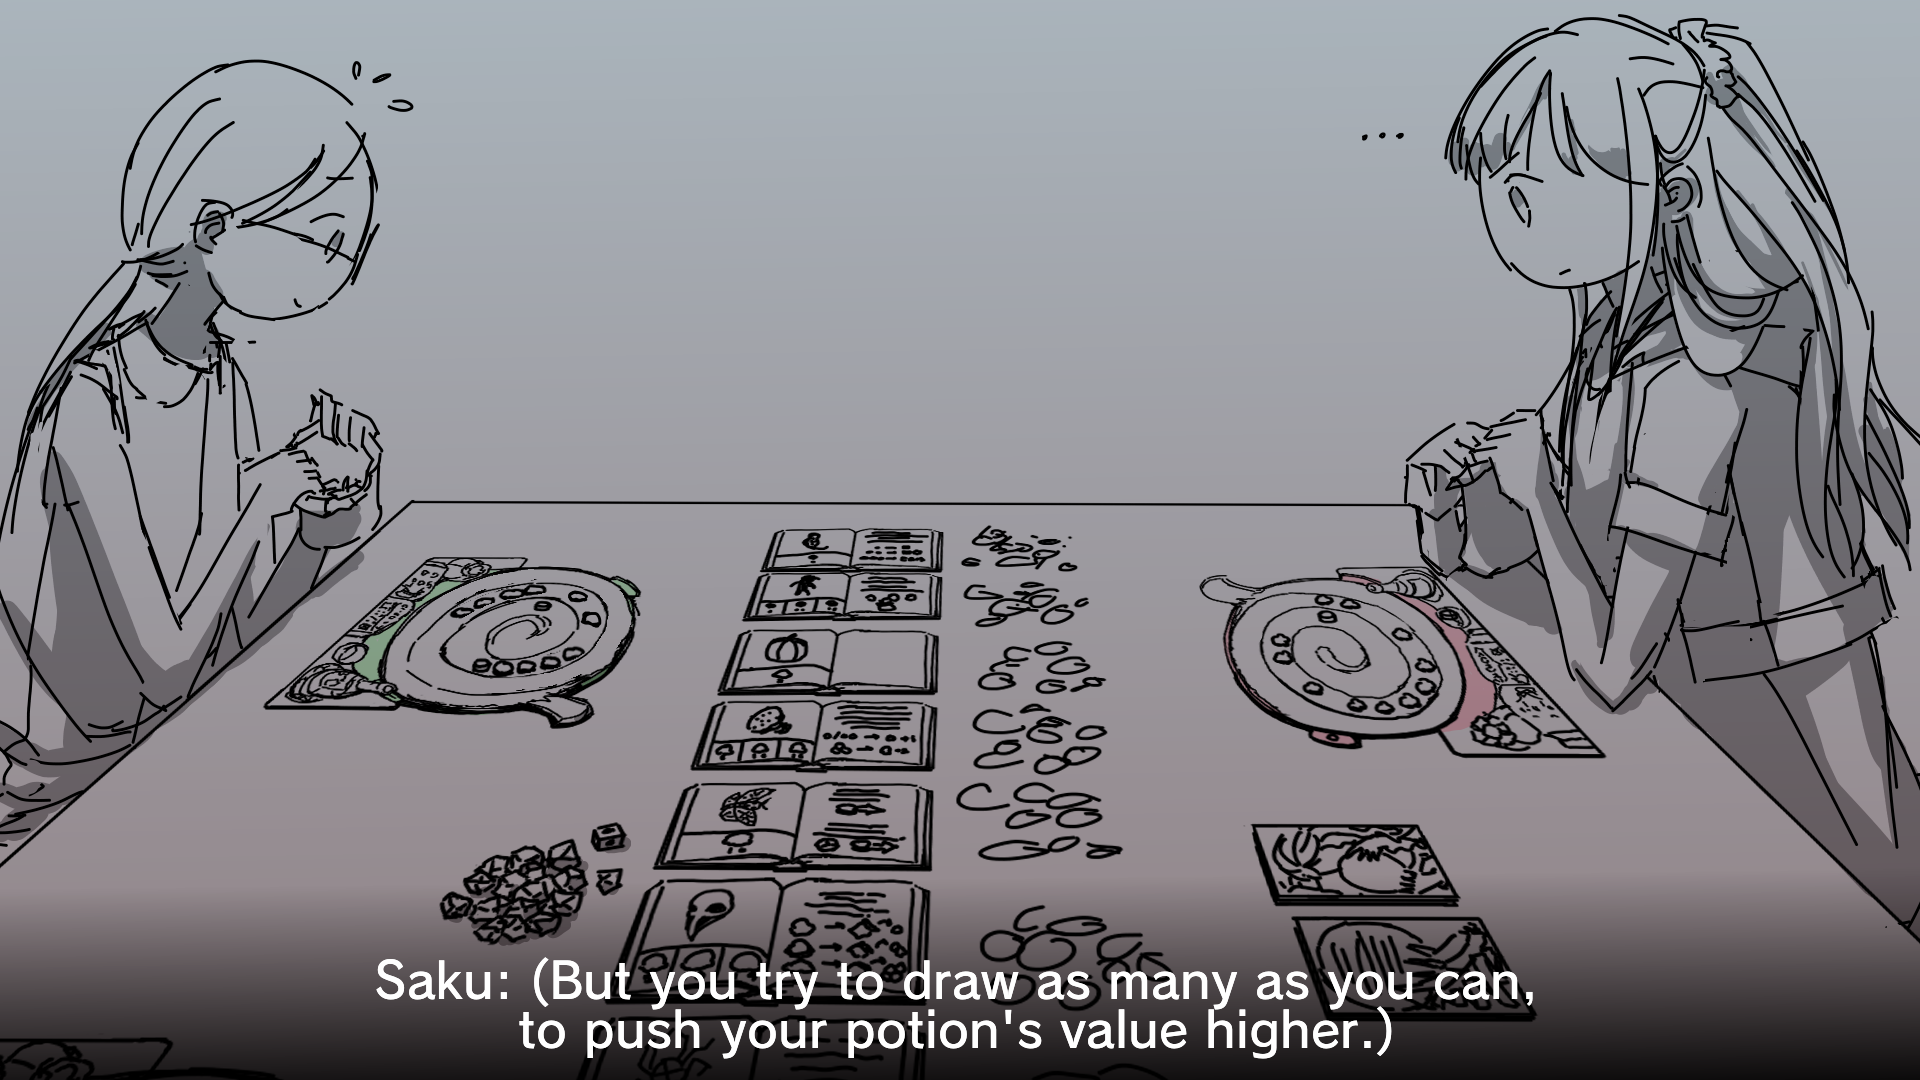 Saku: (But you try to draw as many as you can,
to push your potion's value higher.)